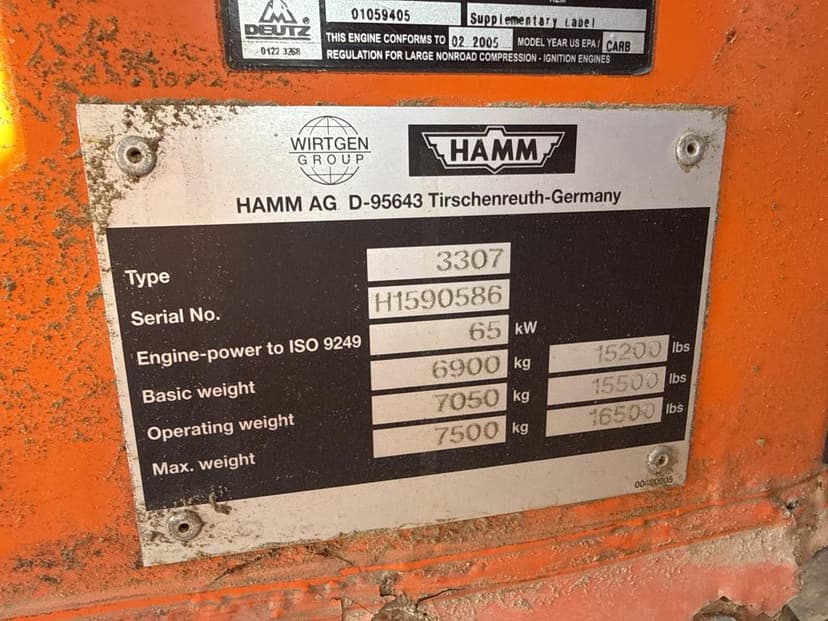 01059405 Supplementary Label
DEUTZ
THIS ENGINE CONFORMS TO 02 2005 MODEL YEAR US EPA / CARB
0122 3268
REGULATION FOR LARGE NONROAD COMPRESSION - IGNITION ENGINES
WIRTGEN
GROUP
HAMM
HAMM AG D-95643 Tirschenreuth-Germany
Type 3307
Serial No. H1590586
Engine-power to ISO 9249 65 kW
Basic weight 6900 kg 15200 lbs
Operating weight 7050 kg 15500 lbs
Max. weight 7500 kg 16500 lbs